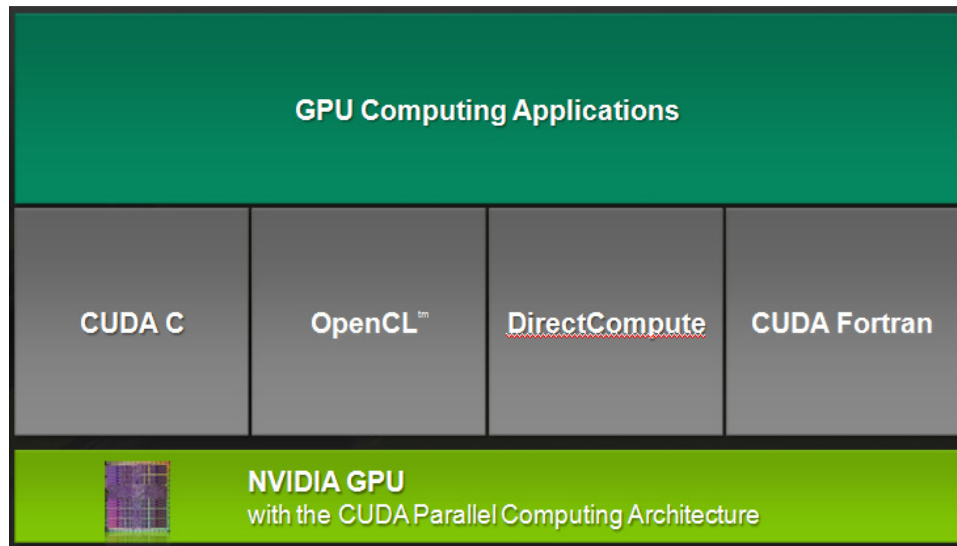 GPU Computing Applications
CUDA C
OpenCL™
DirectCompute
CUDA Fortran
NVIDIA GPU
with the CUDA Parallel Computing Architecture